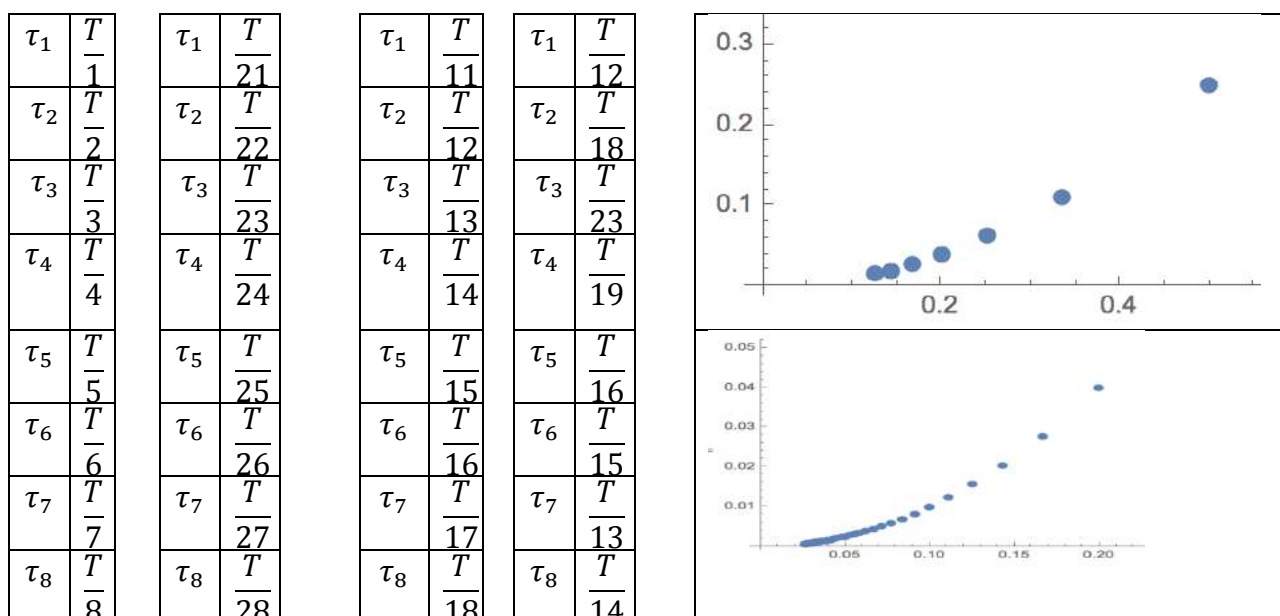 τ₁ T/1 τ₁ T/21 τ₁ T/11 τ₁ T/12
τ₂ T/2 τ₂ T/22 τ₂ T/12 τ₂ T/18
τ₃ T/3 τ₃ T/23 τ₃ T/13 τ₃ T/23
τ₄ T/4 τ₄ T/24 τ₄ T/14 τ₄ T/19
τ₅ T/5 τ₅ T/25 τ₅ T/15 τ₅ T/16
τ₆ T/6 τ₆ T/26 τ₆ T/16 τ₆ T/15
τ₇ T/7 τ₇ T/27 τ₇ T/17 τ₇ T/13
τ₈ T/8 τ₈ T/28 τ₈ T/18 τ₈ T/14
0.3
0.2
0.1
0.2 0.4
0.05
0.04
0.03
0.02
0.01
0.05 0.10 0.15 0.20